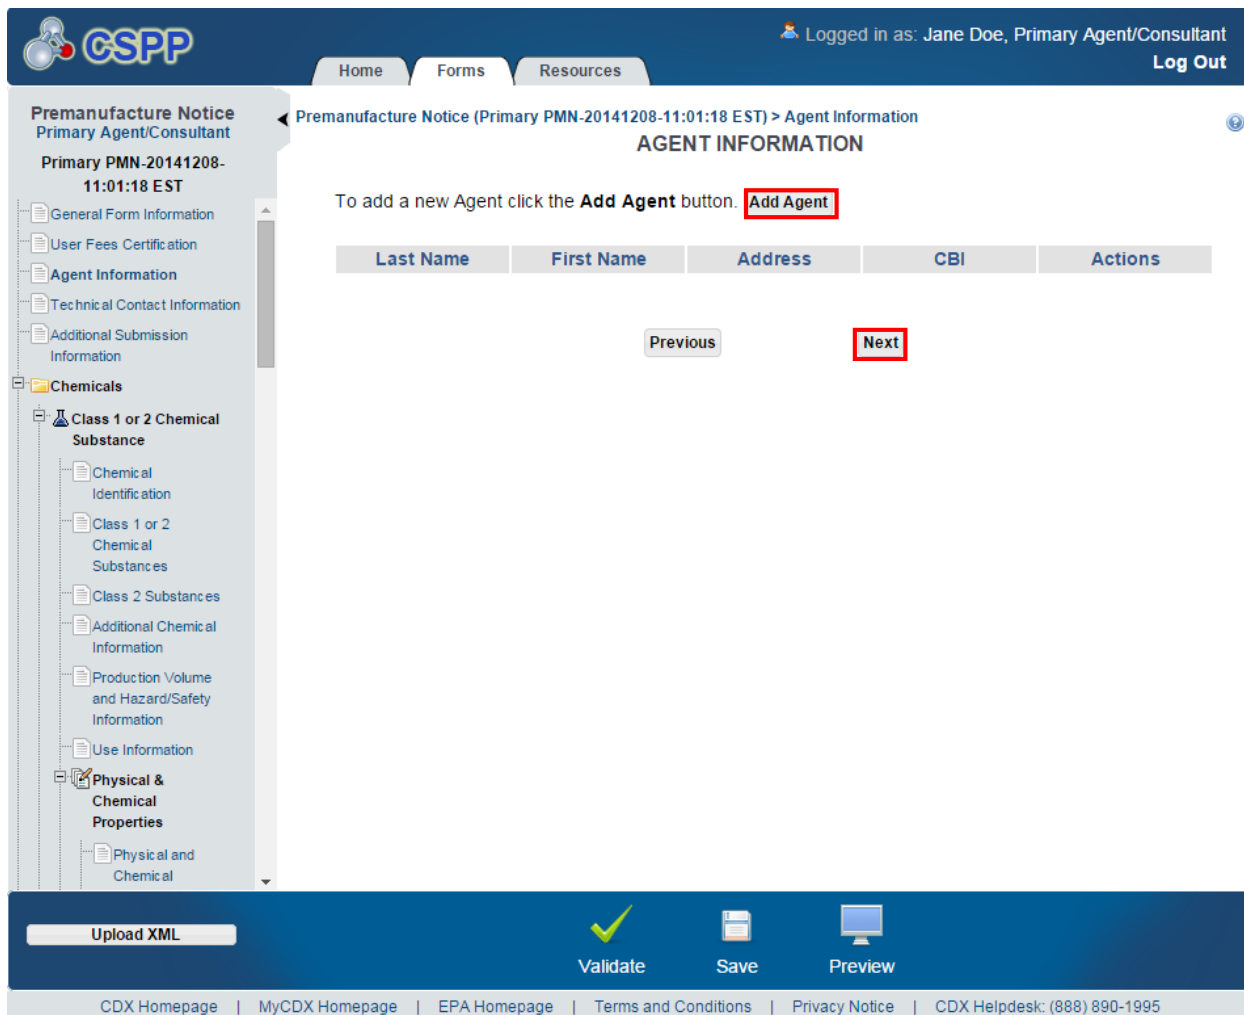 CSPP
Logged in as: Jane Doe, Primary Agent/Consultant
Log Out
Home
Forms
Resources
Premanufacture Notice
Primary Agent/Consultant
Primary PMN-20141208-
11:01:18 EST
General Form Information
User Fees Certification
Agent Information
Technical Contact Information
Additional Submission
Information
Chemicals
Class 1 or 2 Chemical
Substance
Chemical
Identification
Class 1 or 2
Chemical
Substances
Class 2 Substances
Additional Chemical
Information
Production Volume
and Hazard/Safety
Information
Use Information
Physical &
Chemical
Properties
Physical and
Chemical
Premanufacture Notice (Primary PMN-20141208-11:01:18 EST) > Agent Information
?
AGENT INFORMATION
To add a new Agent click the Add Agent button. Add Agent
Last Name First Name Address CBI Actions
Previous Next
Upload XML
Validate Save Preview
CDX Homepage | MyCDX Homepage | EPA Homepage | Terms and Conditions | Privacy Notice | CDX Helpdesk: (888) 890-1995